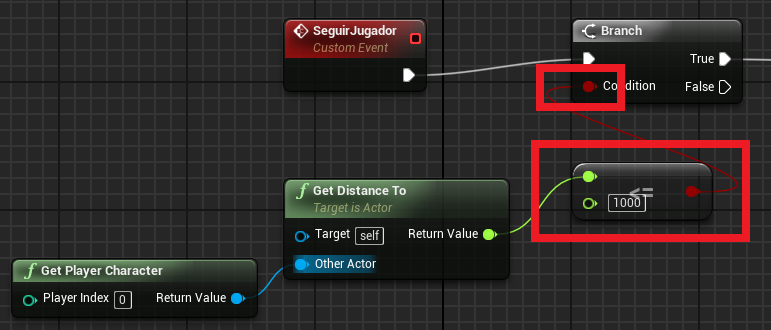 SeguirJugador
Custom Event
Branch
True
Condition
False
<=
1000
f Get Distance To
Target is Actor
Target self
Return Value
Other Actor
f Get Player Character
Player Index 0
Return Value